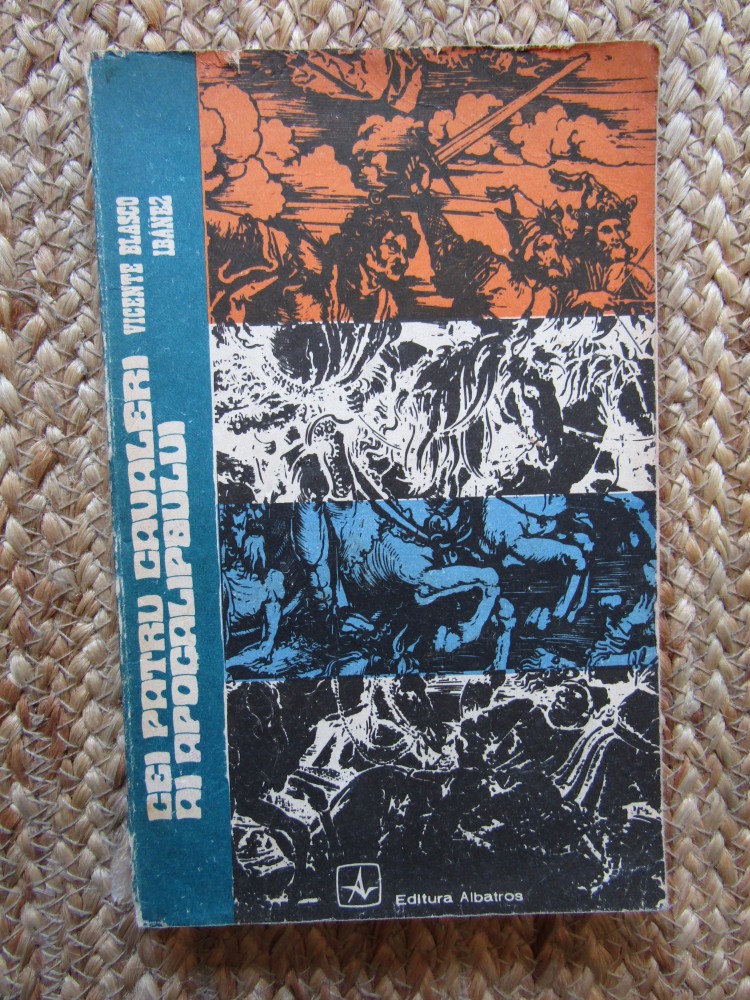 VICENTE BLASCO
IBÁÑEZ
CEI PATRU CAVALERI
AI APOCALIPSULUI
Editura Albatros